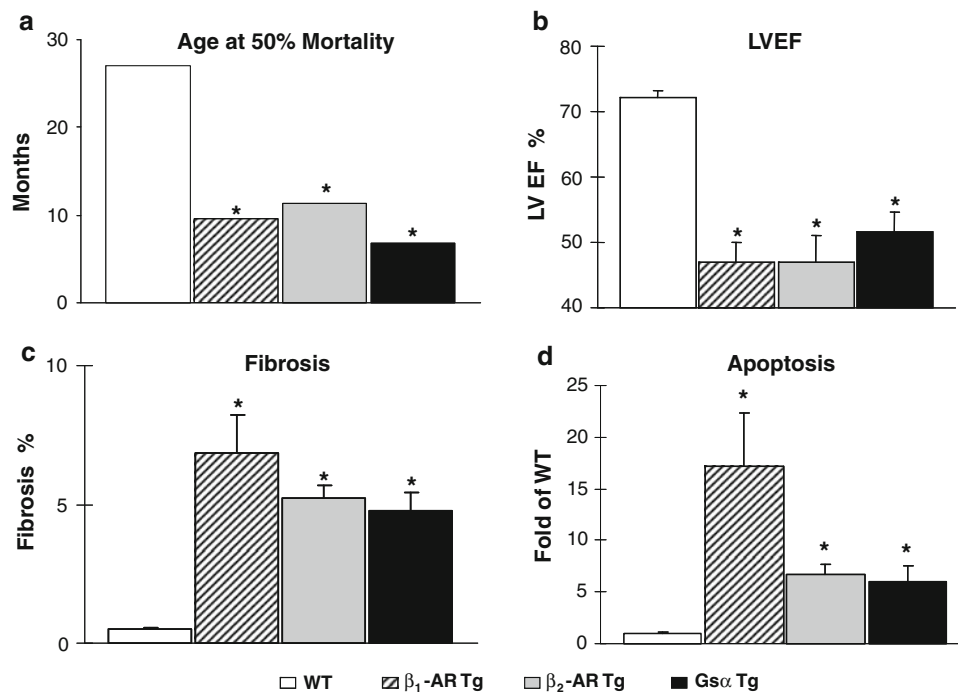 a
Age at 50% Mortality
30
20
10
0
Months
*
*
*
b
LVEF
80
70
60
50
40
LV EF %
*
*
*
c
Fibrosis
10
5
0
Fibrosis %
*
*
*
d
Apoptosis
25
20
15
10
5
0
Fold of WT
*
*
*
WT β₁-AR Tg β₂-AR Tg Gsα Tg